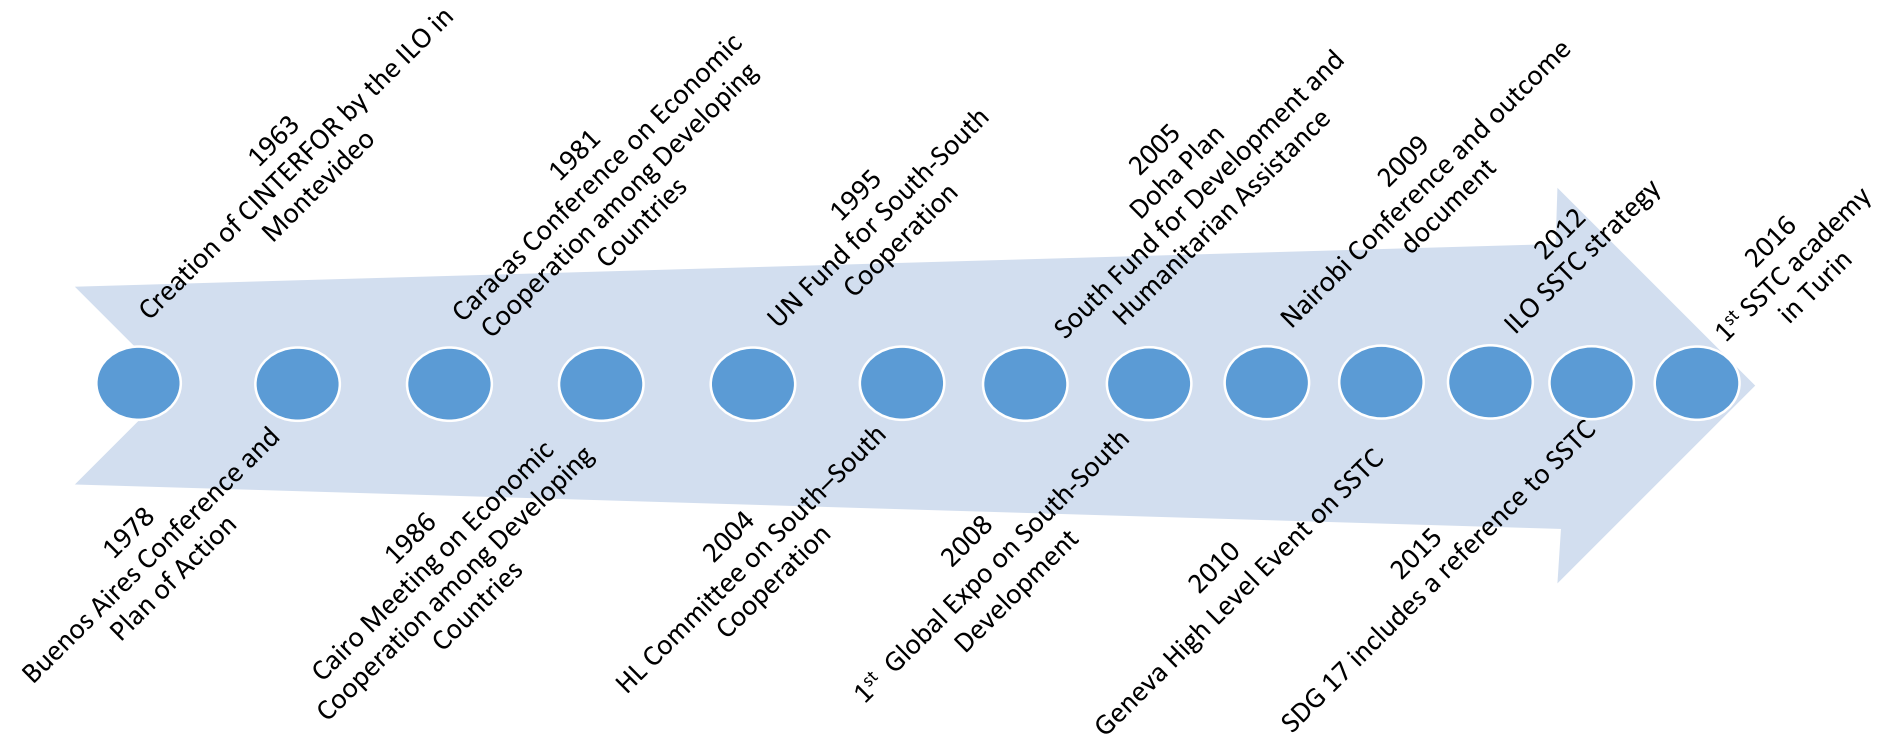 1963
Creation of CINTERFOR by the ILO in
Montevideo
1978
Buenos Aires Conference and
Plan of Action
1981
Caracas Conference on Economic
Cooperation among Developing
Countries
1986
Cairo Meeting on Economic
Cooperation among Developing
Countries
1995
UN Fund for South-South
Cooperation
2004
HL Committee on South–South
Cooperation
2005
Doha Plan
South Fund for Development and
Humanitarian Assistance
2008
1st Global Expo on South-South
Development
2009
Nairobi Conference and outcome
document
2010
Geneva High Level Event on SSTC
2012
ILO SSTC strategy
2015
SDG 17 includes a reference to SSTC
2016
1st SSTC academy
in Turin